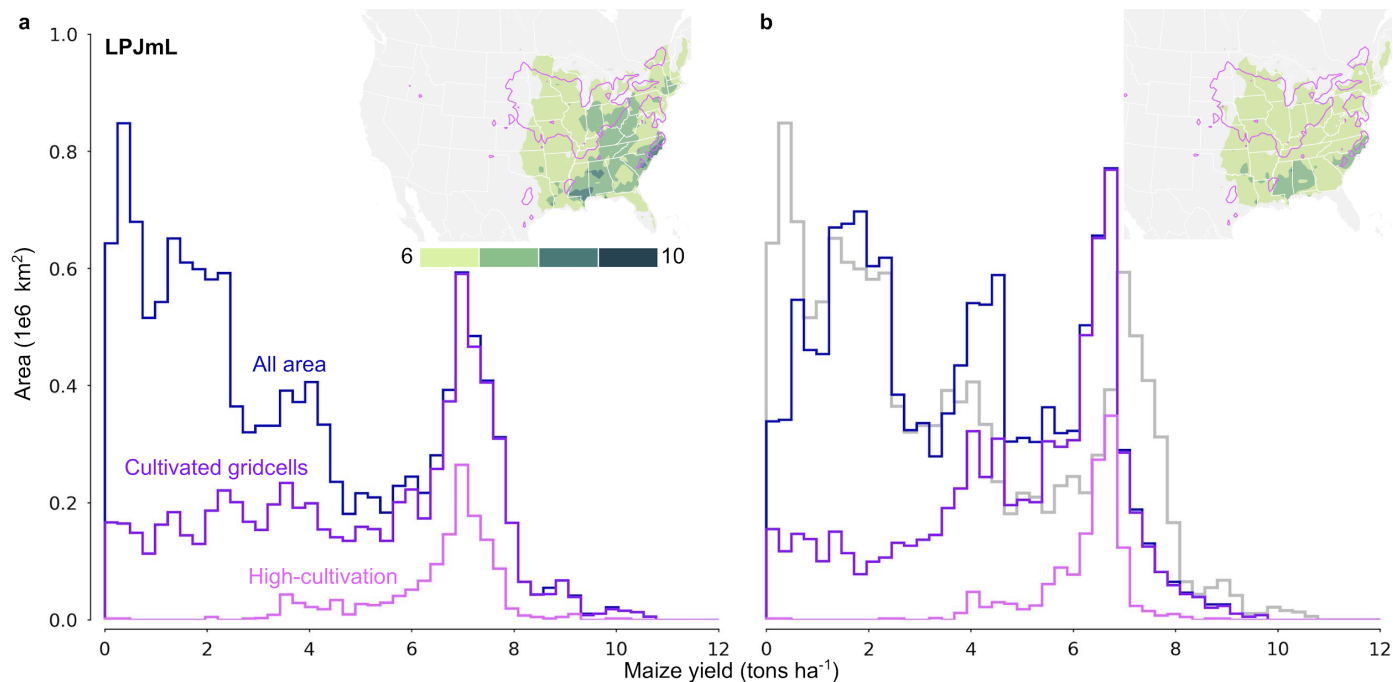 a
b
1.0
LPJmL
0.8
6
10
0.6
All area
0.4
Cultivated gridcells
0.2
High-cultivation
0.0
Area (1e6 km²)
0
2
4
6
8
10
12
0
2
4
6
8
10
12
Maize yield (tons ha⁻¹)